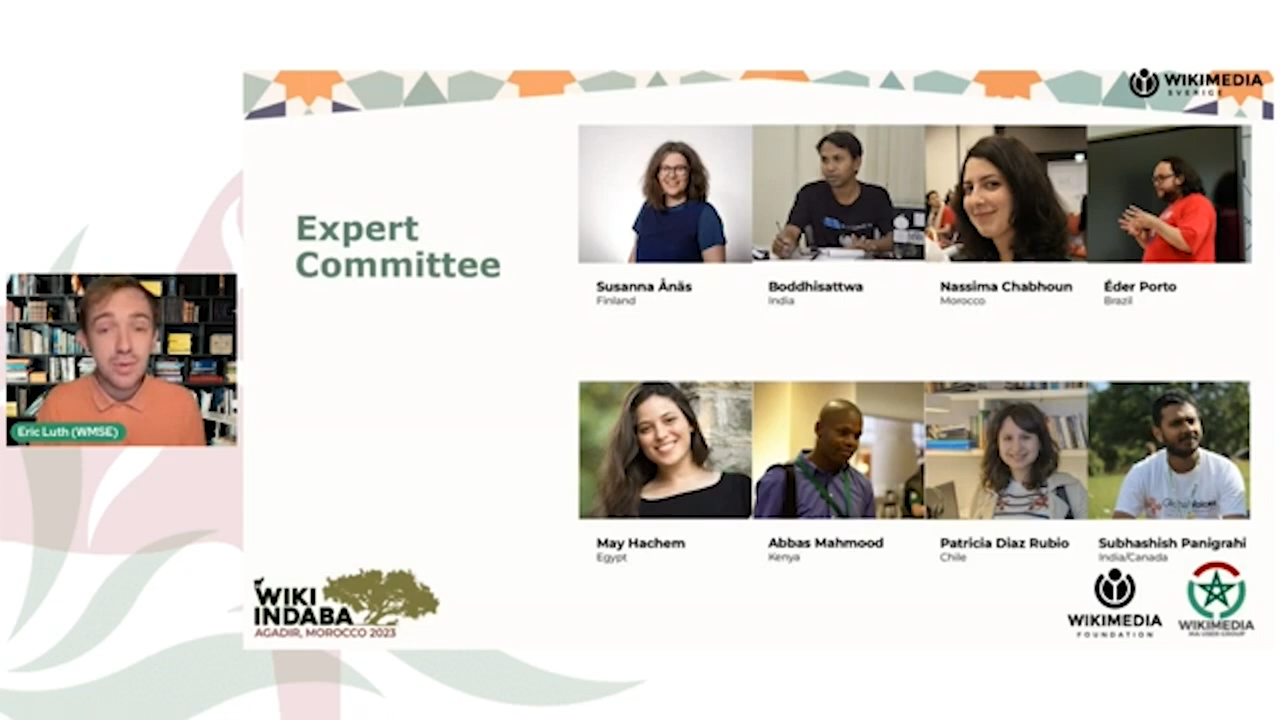 WIKIMEDIA
SVERIGE
Expert
Committee
Susanna Ånäs
Finland
Boddhisattwa
India
Nassima Chabhoun
Morocco
Éder Porto
Brazil
Eric Luth (WMSE)
May Hachem
Egypt
Abbas Mahmood
Kenya
Patricia Diaz Rubio
Chile
Subhashish Panigrahi
India/Canada
WIKI
INDABA
AGADIR, MOROCCO 2023
WIKIMEDIA
FOUNDATION
WIKIMEDIA
USER GROUP